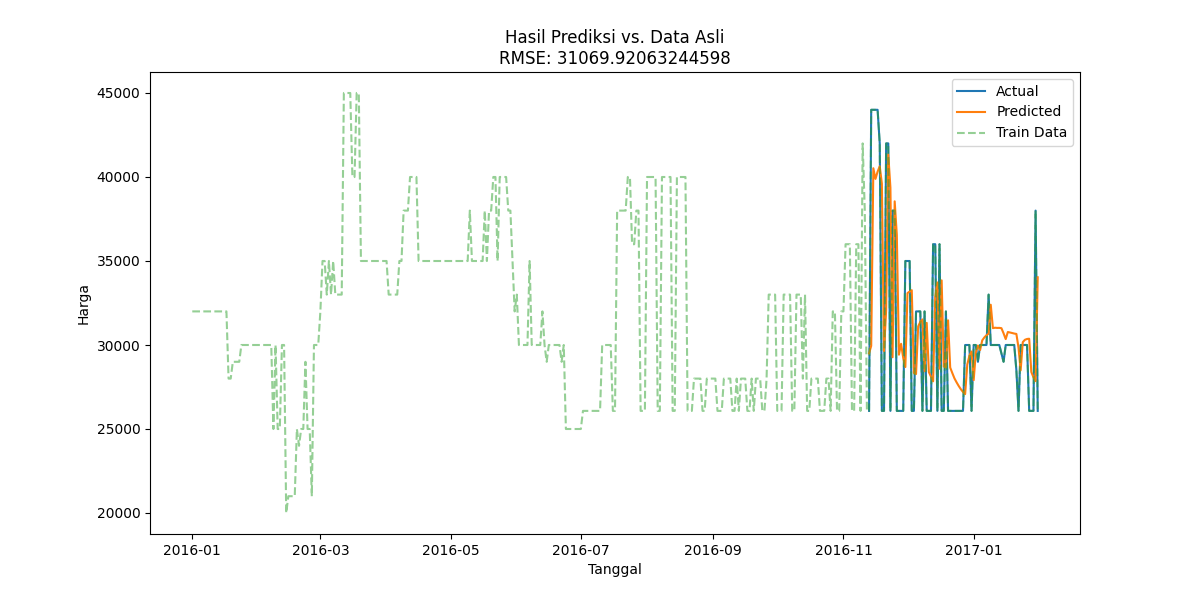 Hasil Prediksi vs. Data Asli
RMSE: 31069.92063244598
Actual
Predicted
Train Data
45000
40000
35000
30000
25000
20000
Harga
2016-01
2016-03
2016-05
2016-07
2016-09
2016-11
2017-01
Tanggal